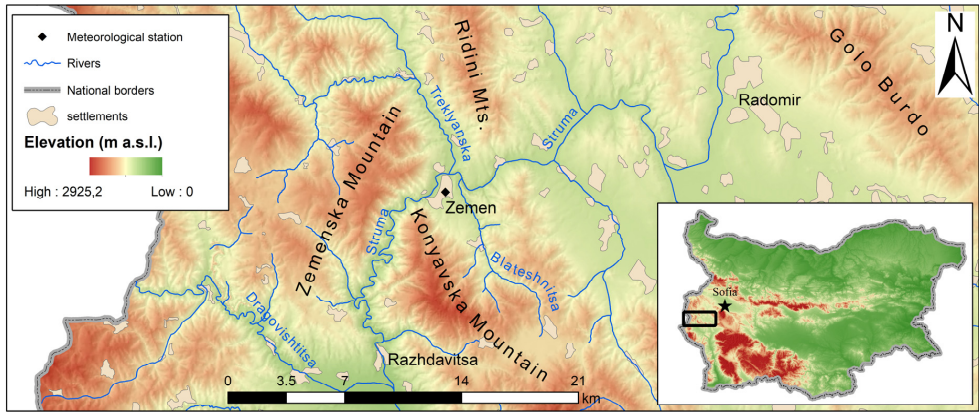 Meteorological station
Rivers
National borders
settlements
Elevation (m a.s.l.)
High : 2925,2 Low : 0
Ridini Mts.
Golo Burdo
N
Treklyanska
Struma
Radomir
Zemenska Mountain
Zemen
Struma
Konyavska Mountain
Blateshnitsa
Dragovishtitsa
Razhdavitsa
Sofia
0 3.5 7 14 21
km